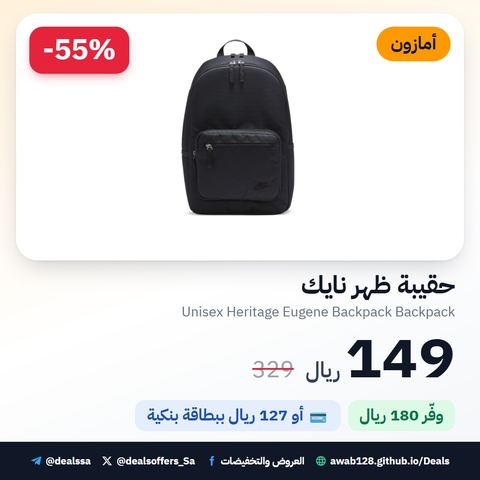 -55%
أمازون
حقيبة ظهر نايك
Unisex Heritage Eugene Backpack Backpack
149 ريال 329
وفّر 180 ريال
أو 127 ريال ببطاقة بنكية
@dealssa @dealsoffers_Sa العروض والتخفيضات awab128.github.io/Deals